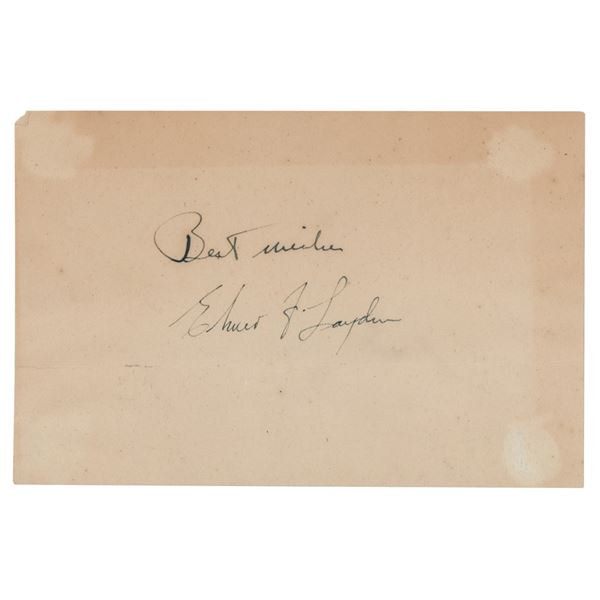 Best wishes
Elmer F. Layden